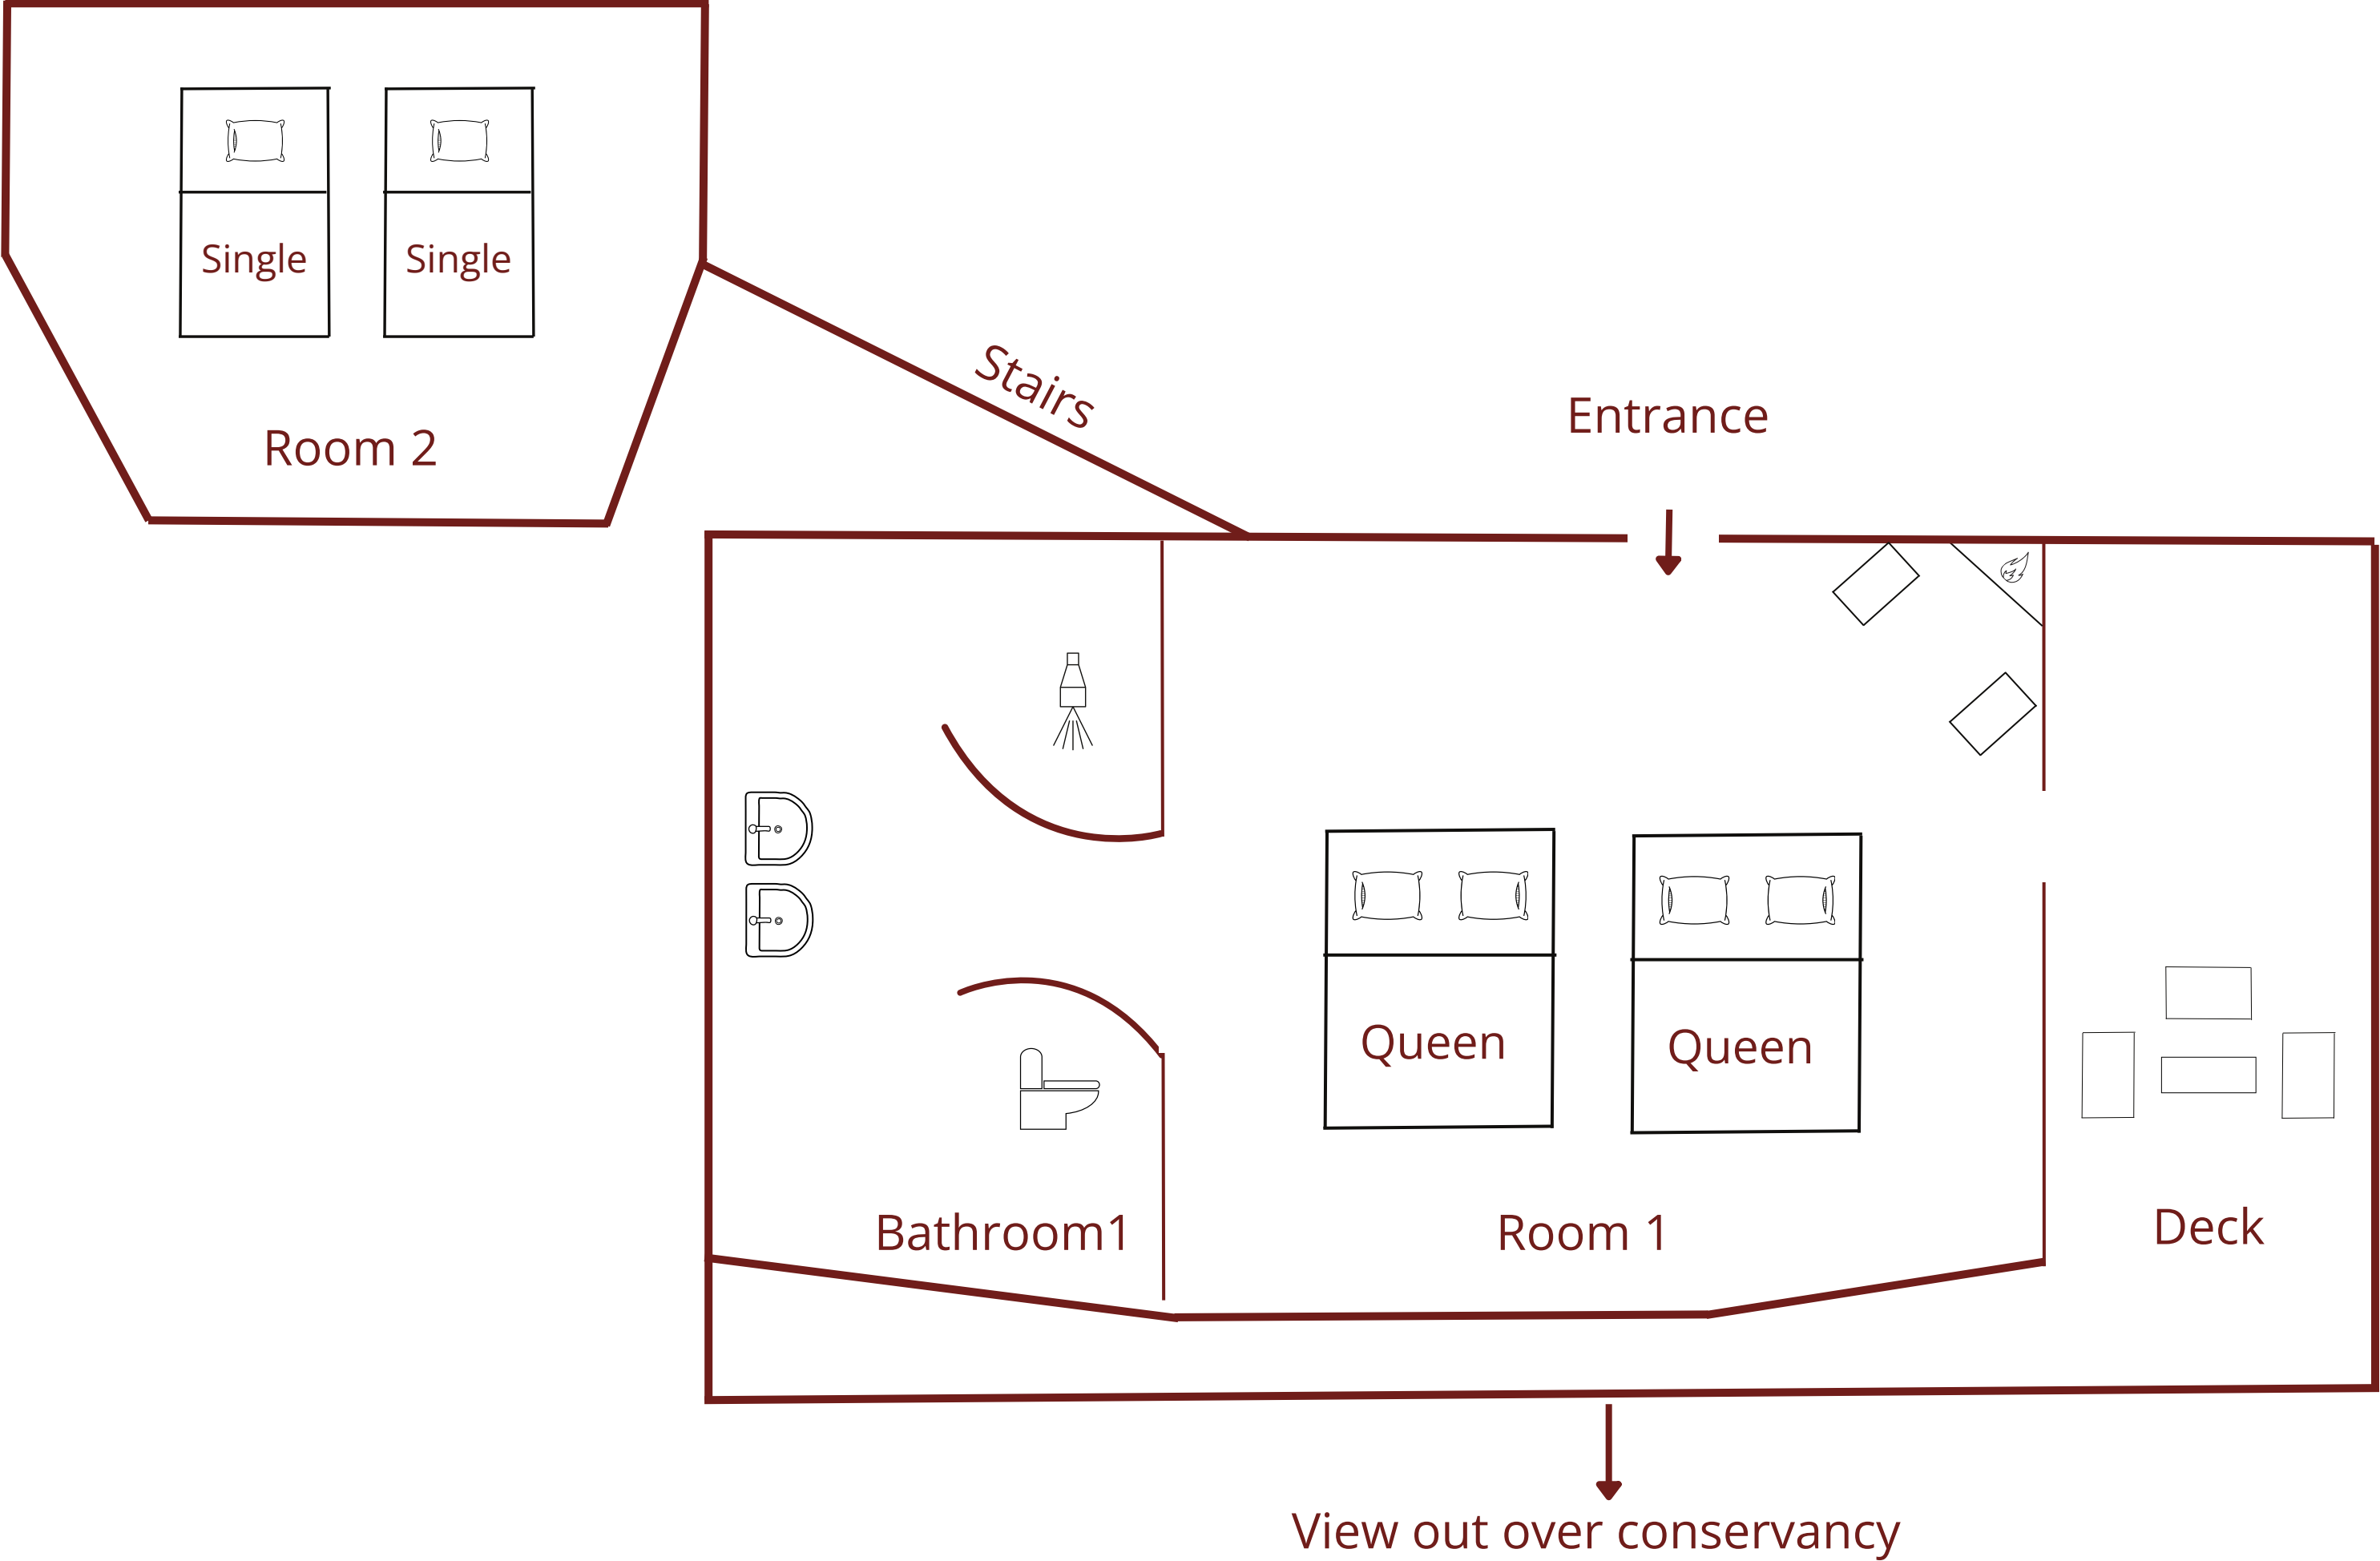 Single
Single
Room 2
Stairs
Entrance
Queen
Queen
Bathroom1
Room 1
Deck
View out over conservancy